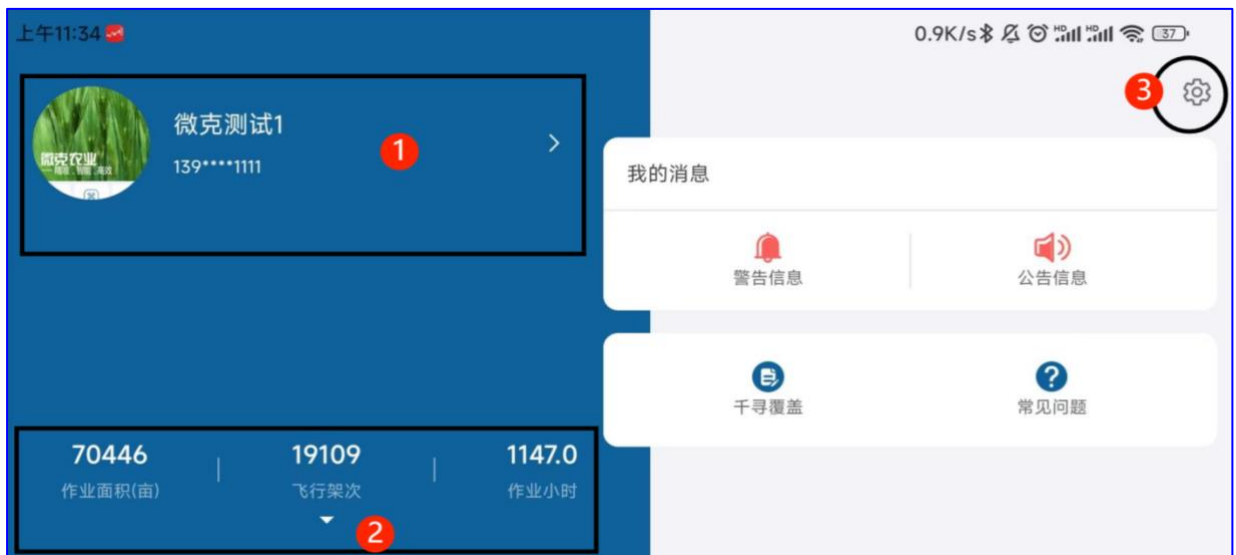 上午11:34
0.9K/s HD HD 37
3
微克测试1
139****1111
1
微克农业
我的消息
警告信息
公告信息
千寻覆盖
常见问题
70446
19109
1147.0
作业面积(亩)
飞行架次
作业小时
2